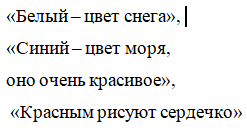 «Белый – цвет снега»,
«Синий – цвет моря,
оно очень красивое»,
«Красным рисуют сердечко»